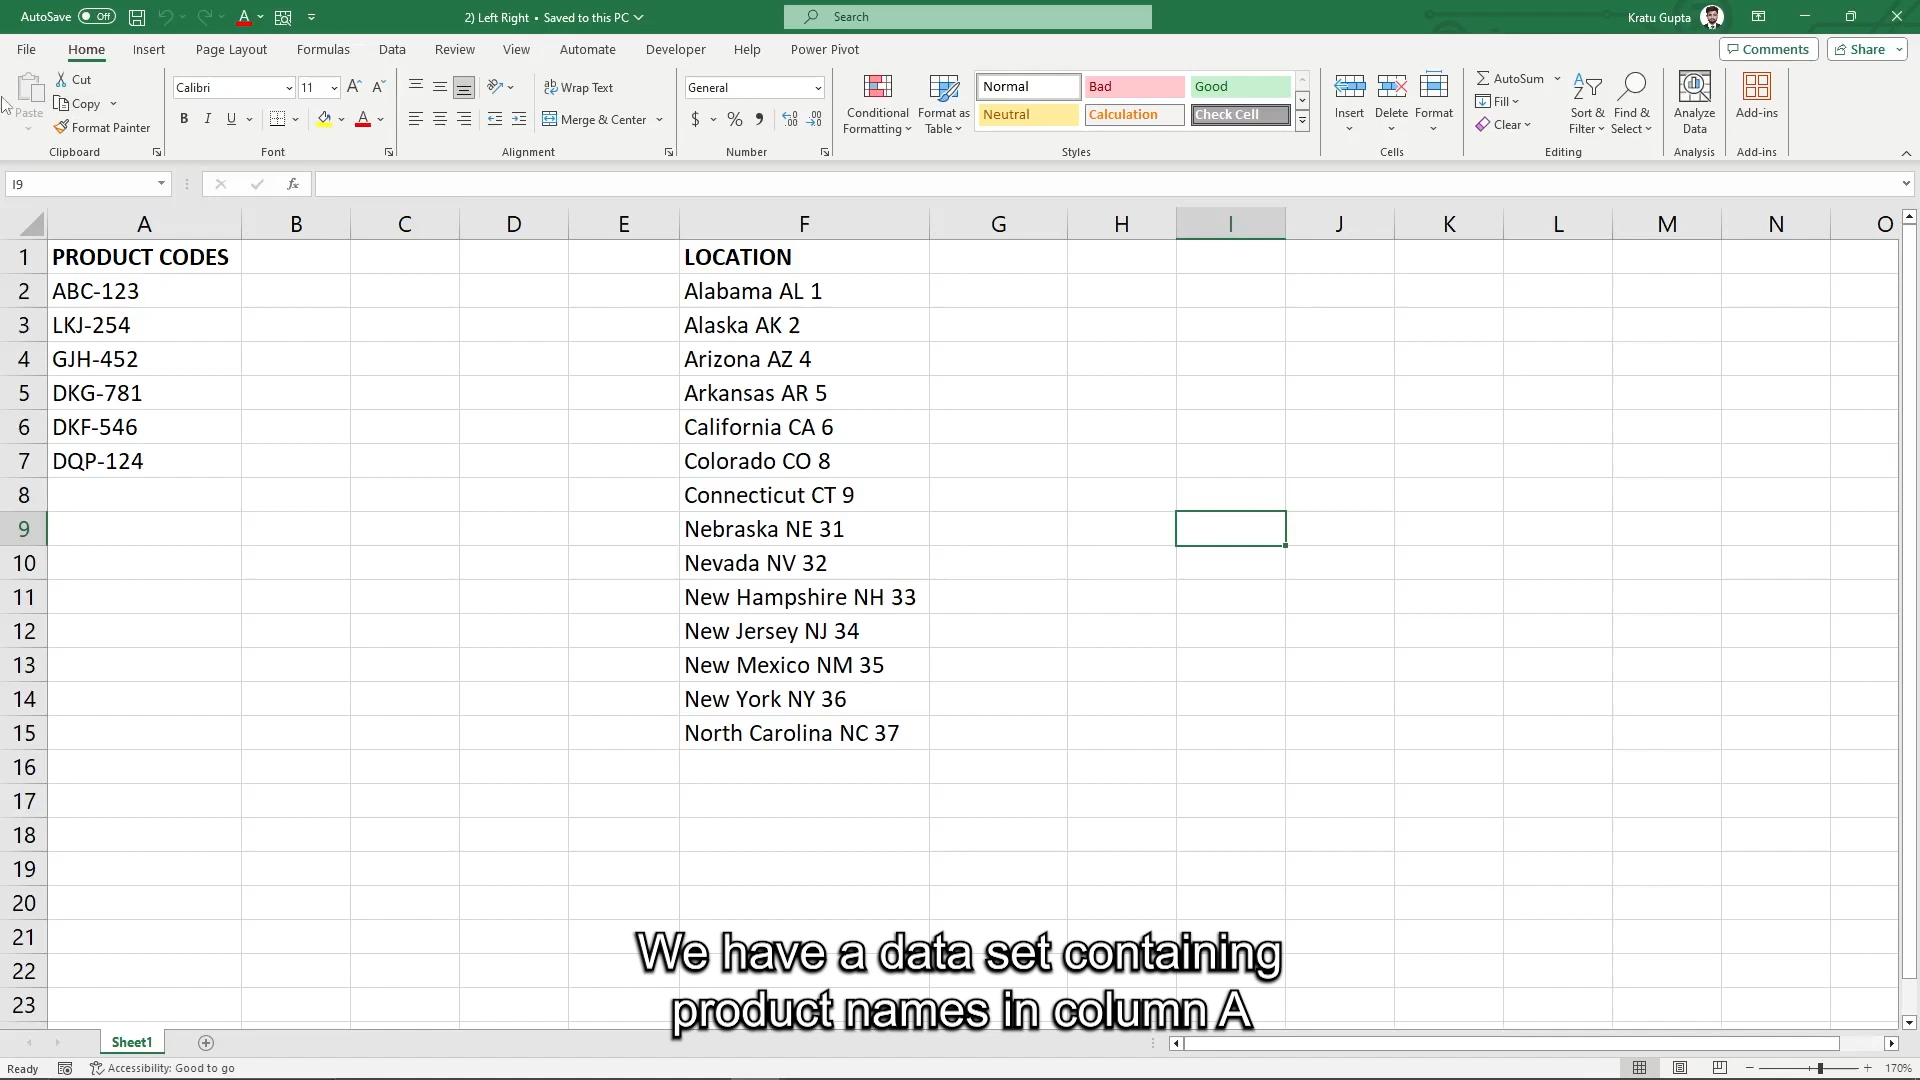 AutoSave Off 2) Left Right • Saved to this PC Search Kratu Gupta
File Home Insert Page Layout Formulas Data Review View Automate Developer Help Power Pivot Comments Share
Cut
Copy
Format Painter
Paste
Clipboard
Calibri 11
B I U
Font
Wrap Text
Merge & Center
Alignment
General
$ % 9
Number
Conditional Formatting
Format as Table
Normal Bad Good
Neutral Calculation Check Cell
Styles
Insert Delete Format
Cells
AutoSum
Fill
Clear
Sort & Filter
Find & Select
Editing
Analyze Data
Analysis
Add-ins
Add-ins
I9 fx
A B C D E F G H I J K L M N O
1 PRODUCT CODES LOCATION
2 ABC-123 Alabama AL 1
3 LKJ-254 Alaska AK 2
4 GJH-452 Arizona AZ 4
5 DKG-781 Arkansas AR 5
6 DKF-546 California CA 6
7 DQP-124 Colorado CO 8
8 Connecticut CT 9
9 Nebraska NE 31
10 Nevada NV 32
11 New Hampshire NH 33
12 New Jersey NJ 34
13 New Mexico NM 35
14 New York NY 36
15 North Carolina NC 37
16
17
18
19
20
21
22
23
We have a data set containing
product names in column A
Sheet1
Ready Accessibility: Good to go 170%